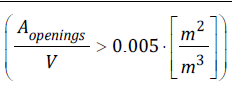 (A_openings / V > 0.005 · [m² / m³])